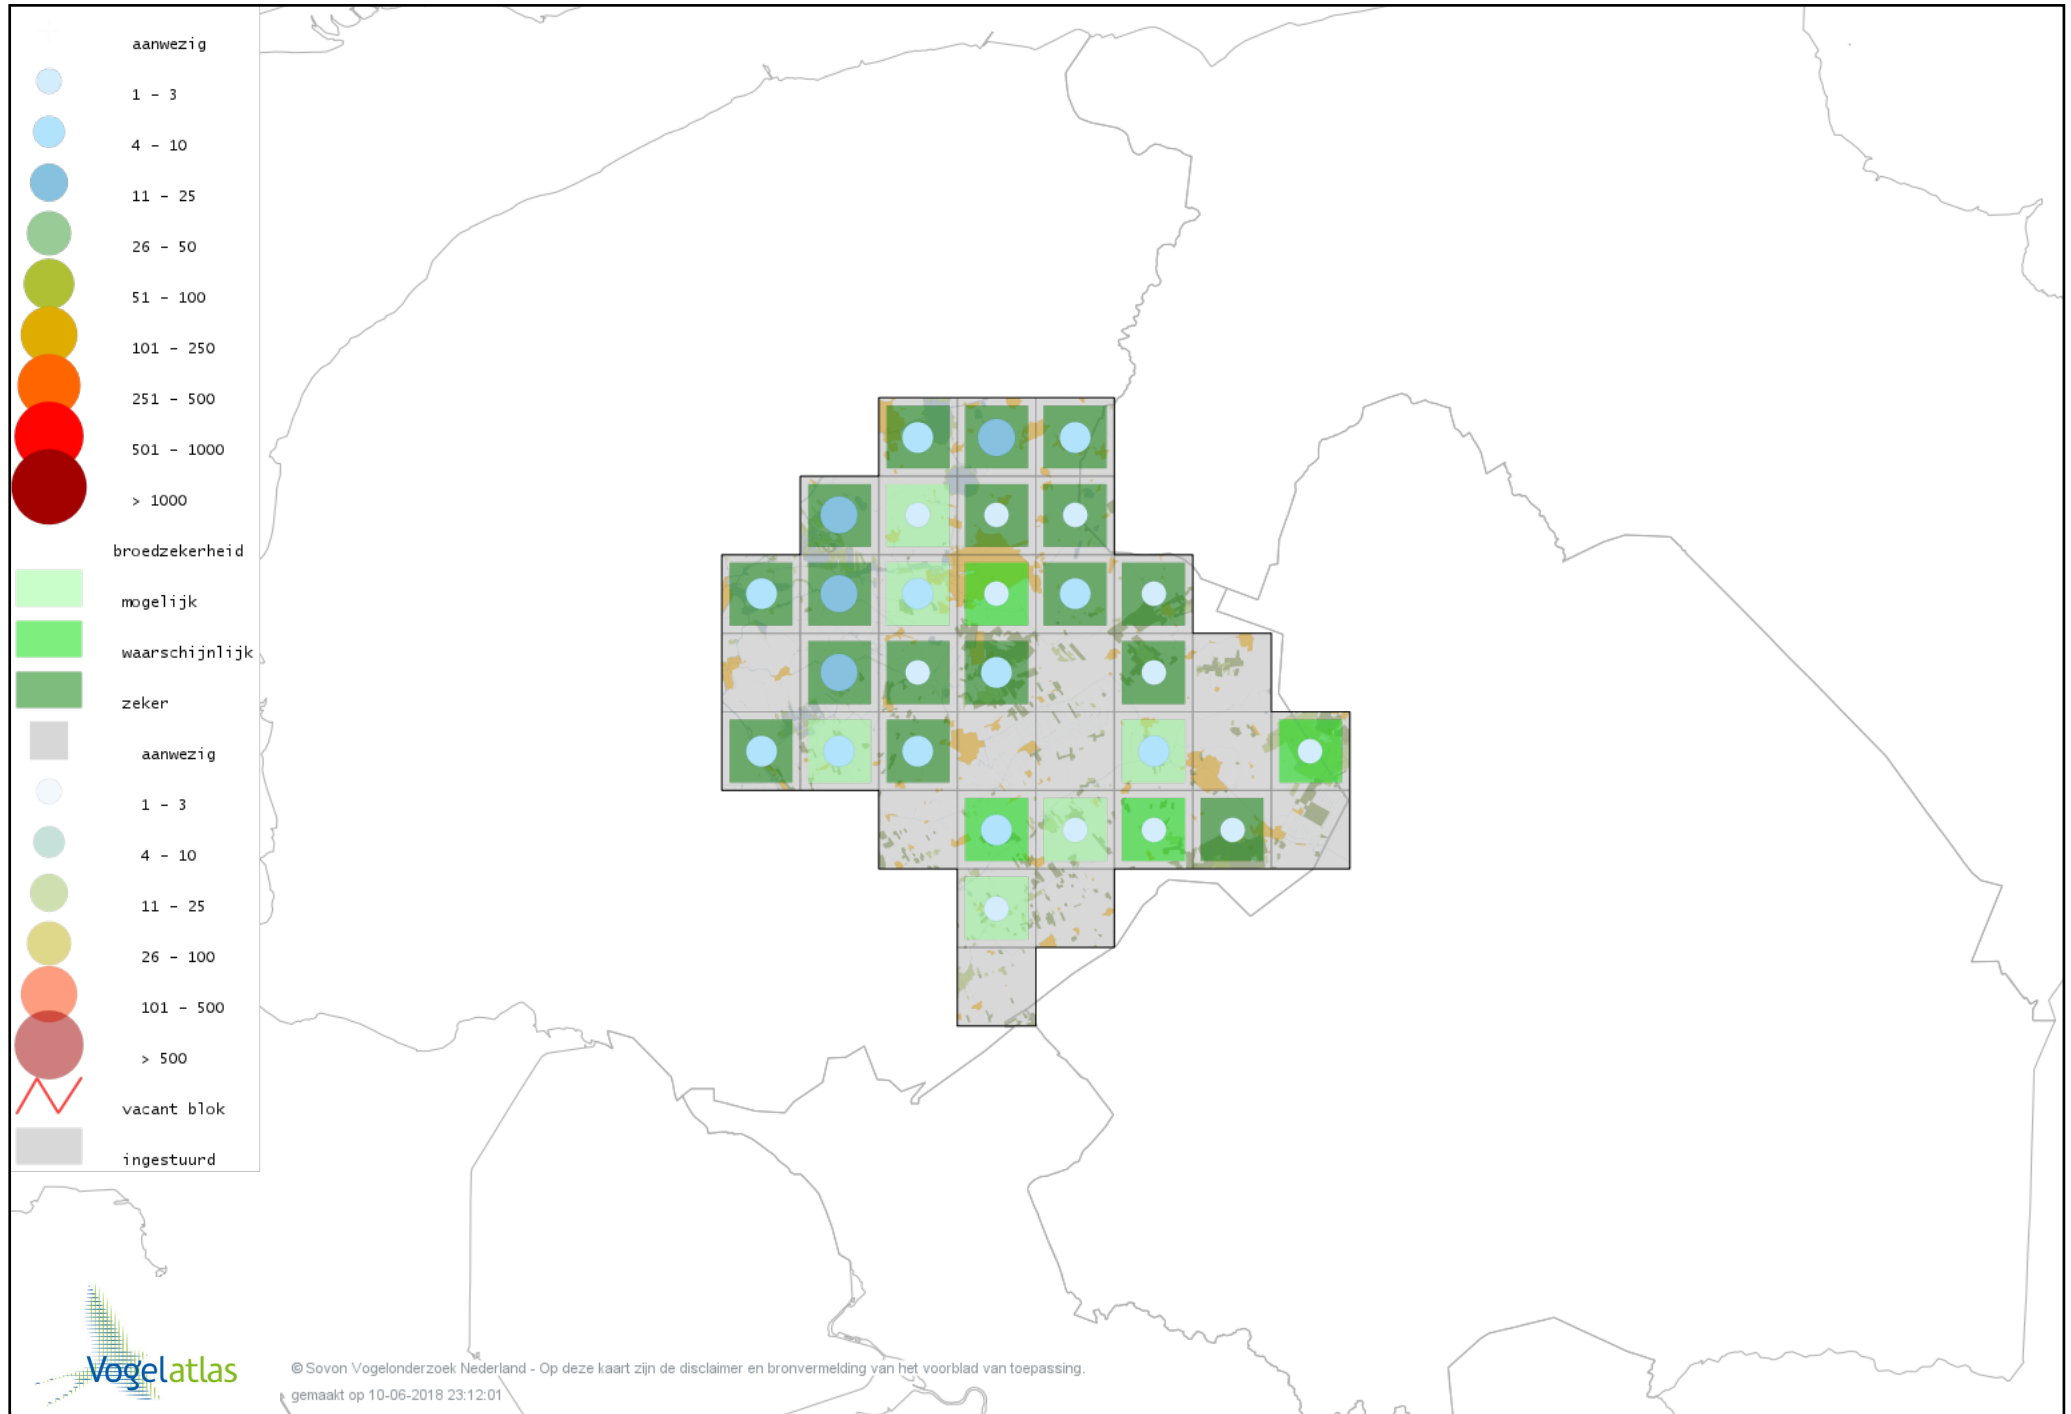 aanwezig
1 - 3
4 - 10
11 - 25
26 - 50
51 - 100
101 - 250
251 - 500
501 - 1000
> 1000
broedzekerheid
mogelijk
waarschijnlijk
zeker
aanwezig
1 - 3
4 - 10
11 - 25
26 - 100
101 - 500
> 500
vacant blok
ingestuurd
Vogelatlas
© Sovon Vogelonderzoek Nederland - Op deze kaart zijn de disclaimer en bronvermelding van het voorblad van toepassing.
gemaakt op 10-06-2018 23:12:01